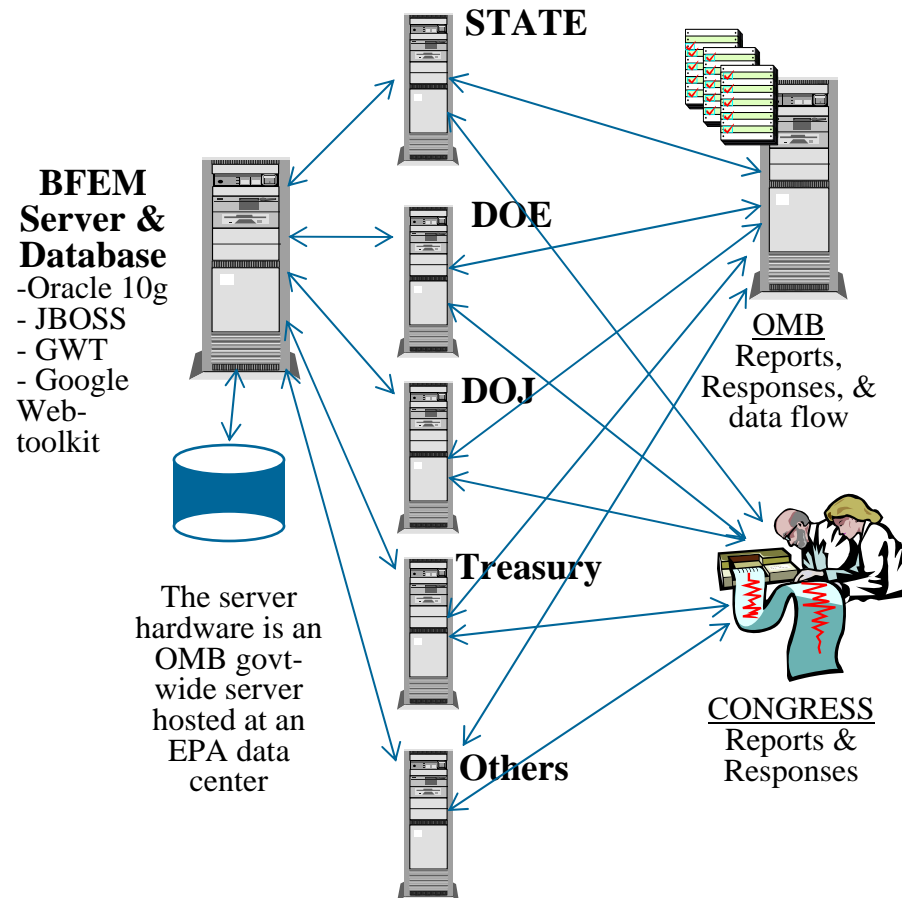 STATE
BFEM
Server &
Database
-Oracle 10g
- JBOSS
- GWT
- Google
Web-
toolkit
The server
hardware is an
OMB govt-
wide server
hosted at an
EPA data
center
DOE
DOJ
Treasury
Others
OMB
Reports,
Responses, &
data flow
CONGRESS
Reports &
Responses